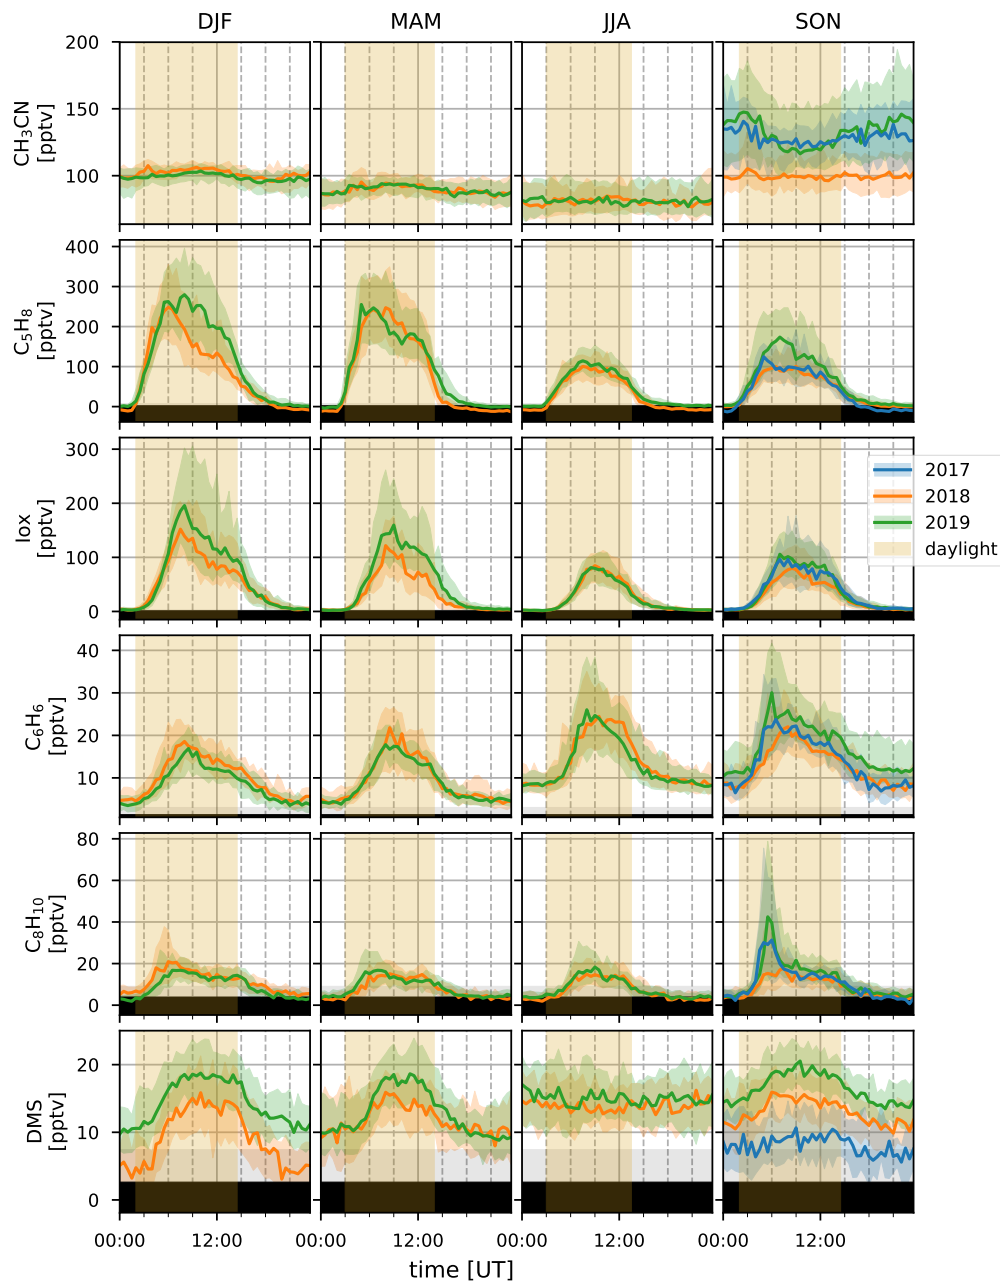 DJF MAM JJA SON
200
150
100
CH₃CN
[pptv]
400
300
200
100
0
C₅H₈
[pptv]
300
200
100
0
Iox
[pptv]
2017
2018
2019
daylight
40
30
20
10
C₆H₆
[pptv]
80
60
40
20
0
C₈H₁₀
[pptv]
20
10
0
DMS
[pptv]
00:00 12:00 00:00 12:00 00:00 12:00 00:00 12:00
time [UT]